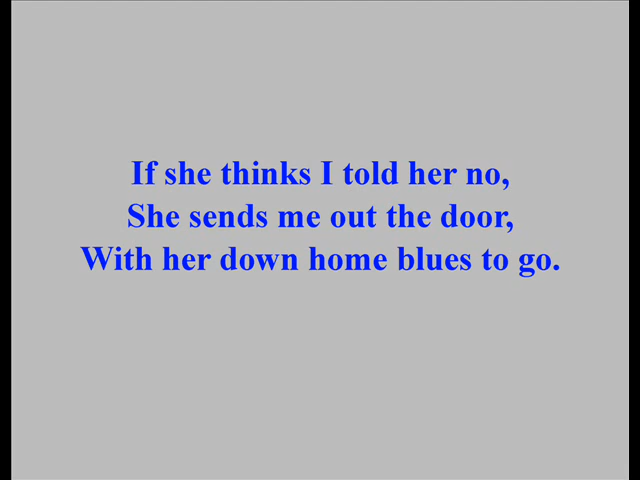 If she thinks I told her no,
She sends me out the door,
With her down home blues to go.